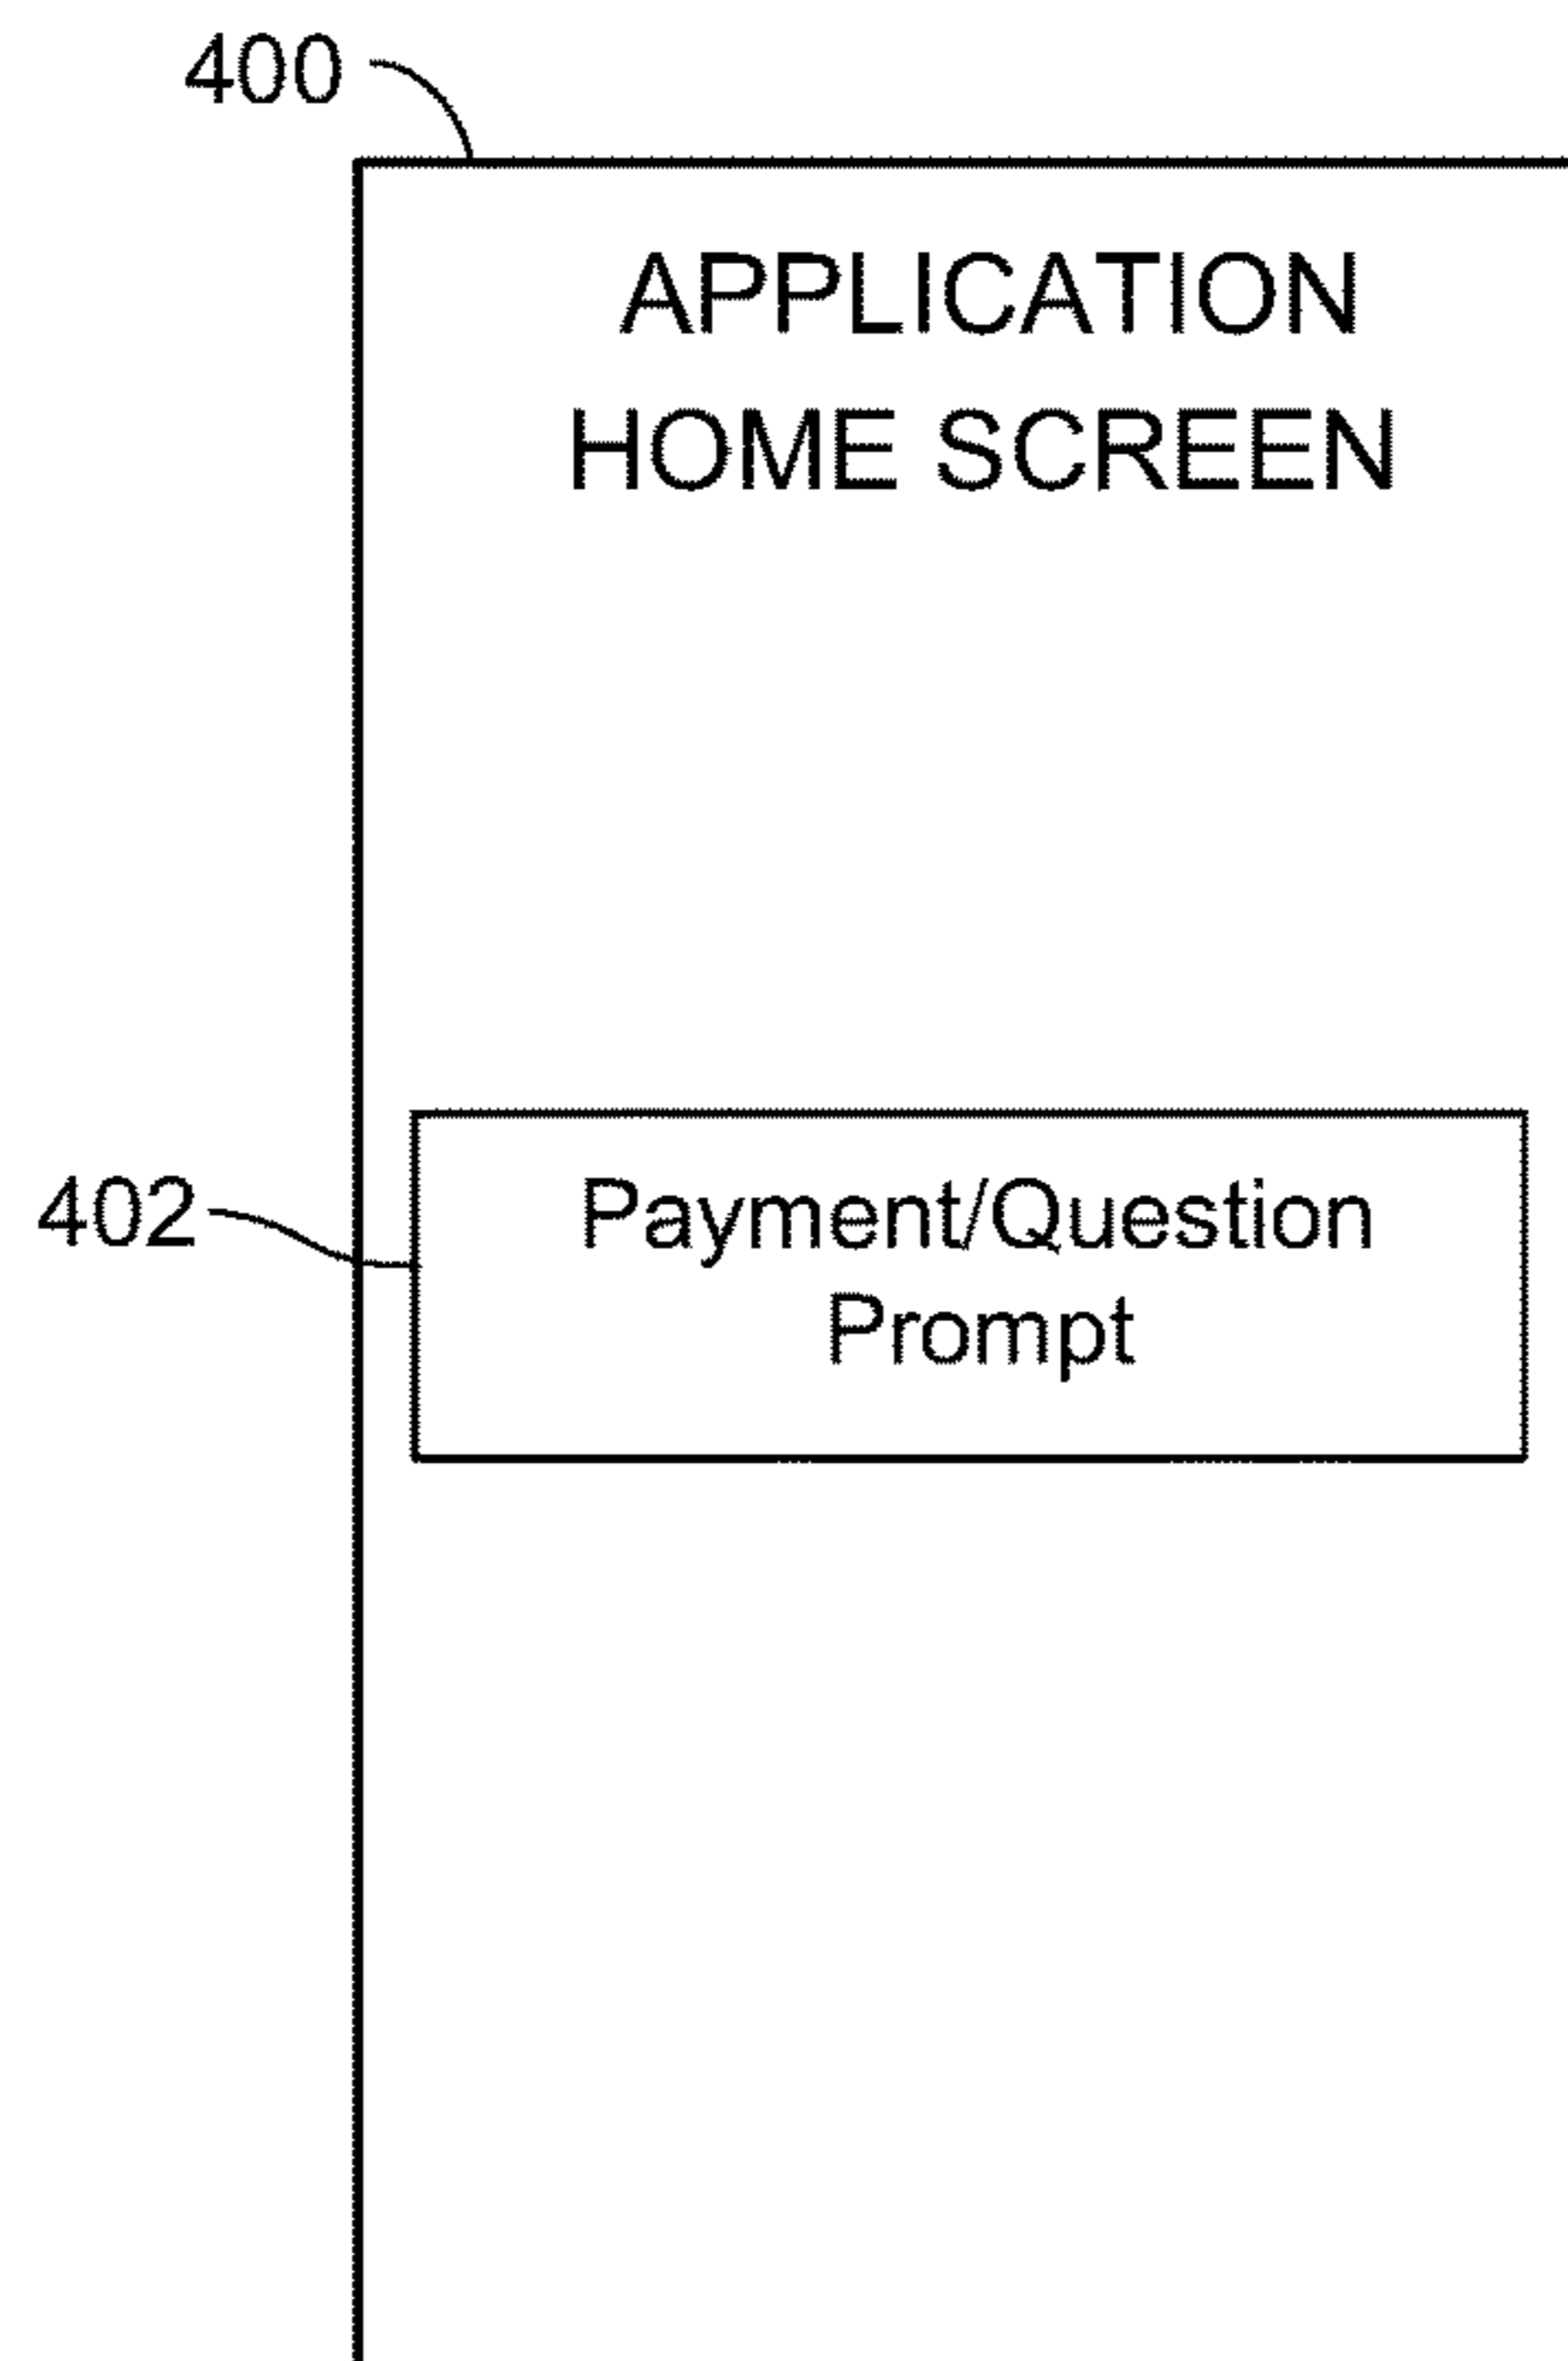 400
APPLICATION
HOME SCREEN
402
Payment/Question
Prompt